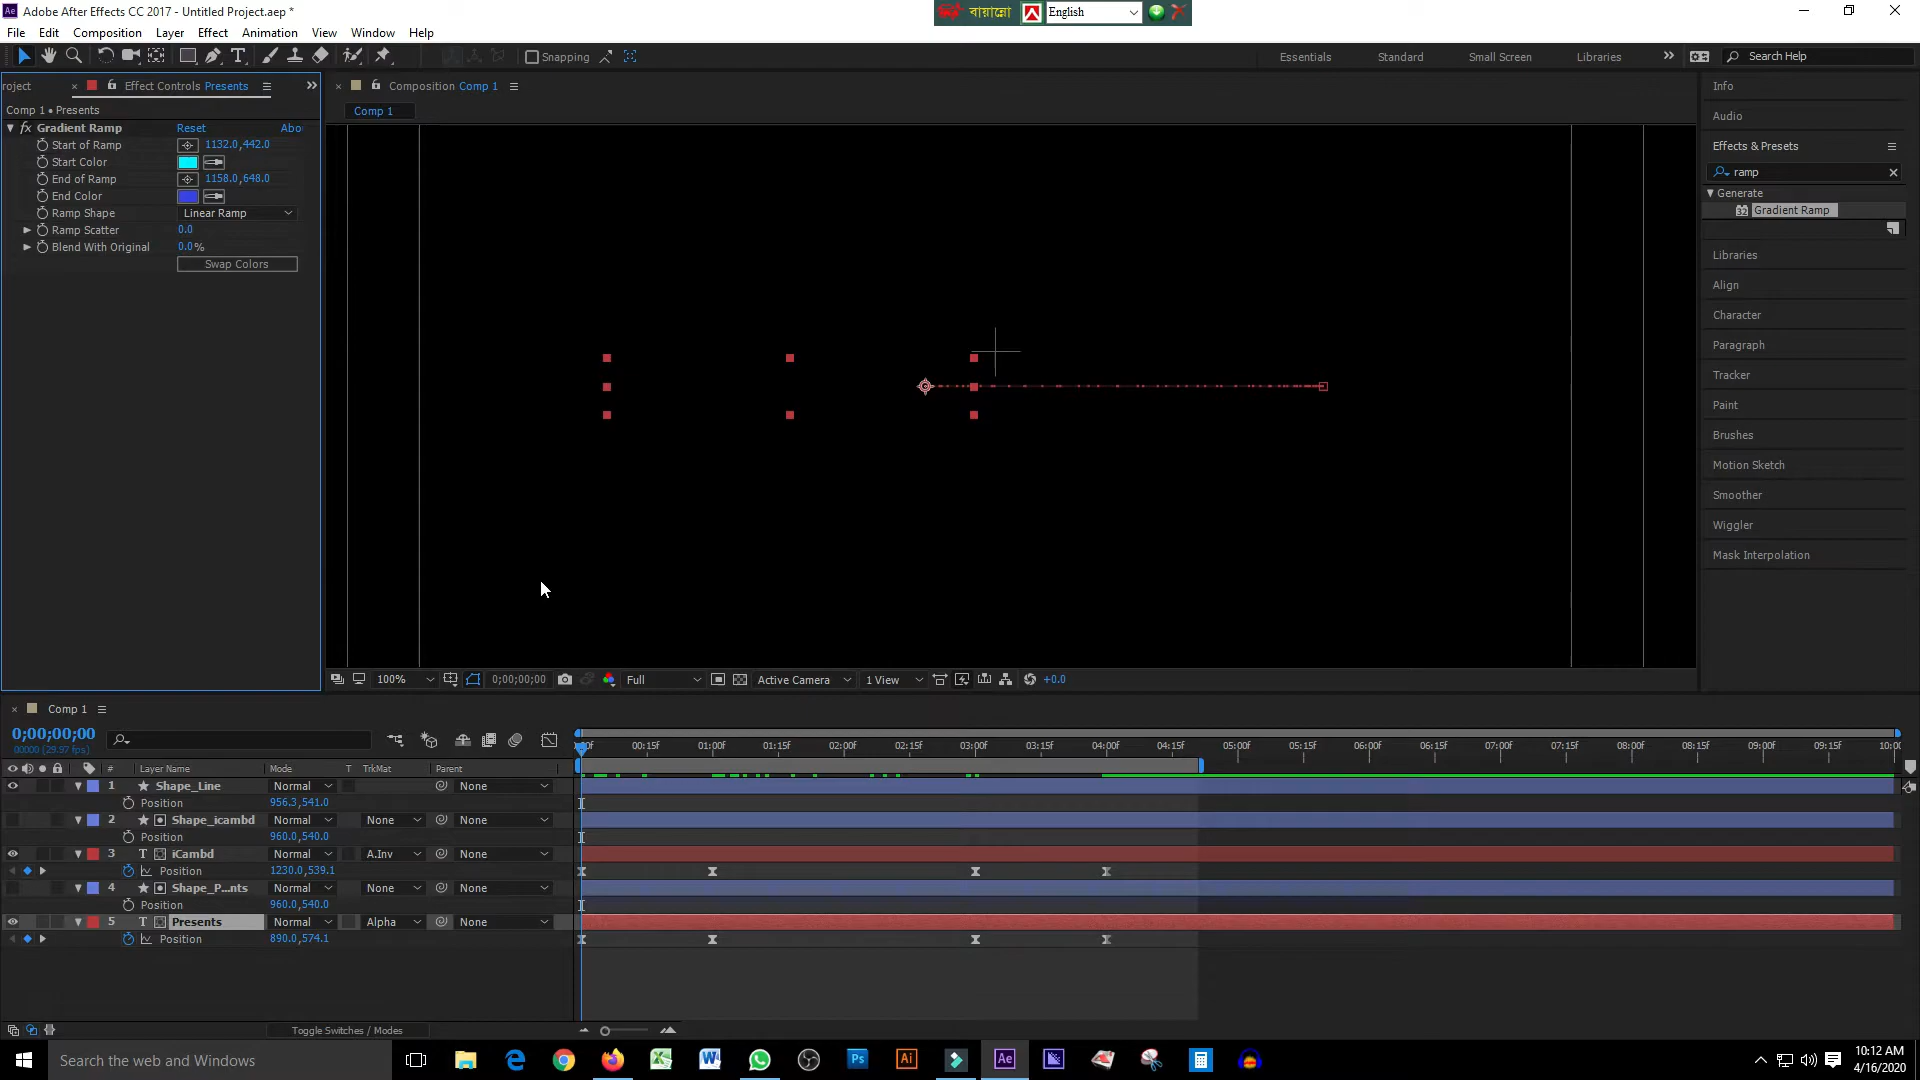 Adobe After Effects CC 2017 - Untitled Project.aep *
বায়ান্নো English
File Edit Composition Layer Effect Animation View Window Help
Snapping Essentials Standard Small Screen Libraries Search Help
roject Effect Controls Presents
Composition Comp 1
Info
Comp 1 • Presents
Comp 1
Audio
Gradient Ramp Reset Abo
Start of Ramp 1132.0,442.0
Start Color
End of Ramp 1158.0,648.0
End Color
Ramp Shape Linear Ramp
Ramp Scatter 0.0
Blend With Original 0.0%
Swap Colors
Effects & Presets
ramp
Generate
32 Gradient Ramp
Libraries
Align
Character
Paragraph
Tracker
Paint
Brushes
Motion Sketch
Smoother
Wiggler
Mask Interpolation
100% 0;00;00;00 Full Active Camera 1 View +0.0
Comp 1
0;00;00;00
00000 (29.97 fps)
00f 00:15f 01:00f 01:15f 02:00f 02:15f 03:00f 03:15f 04:00f 04:15f 05:00f 05:15f 06:00f 06:15f 07:00f 07:15f 08:00f 08:15f 09:00f 09:15f 10:0
# Layer Name Mode T TrkMat Parent
1 Shape_Line Normal None
Position 956.3,541.0
2 Shape_icambd Normal None None
Position 960.0,540.0
3 T iCambd Normal A.Inv None
Position 1230.0,539.1
4 Shape_P...nts Normal None None
Position 960.0,540.0
5 T Presents Normal Alpha None
Position 890.0,574.1
Toggle Switches / Modes
Search the web and Windows
Ps Ai Ae
10:12 AM
4/16/2020